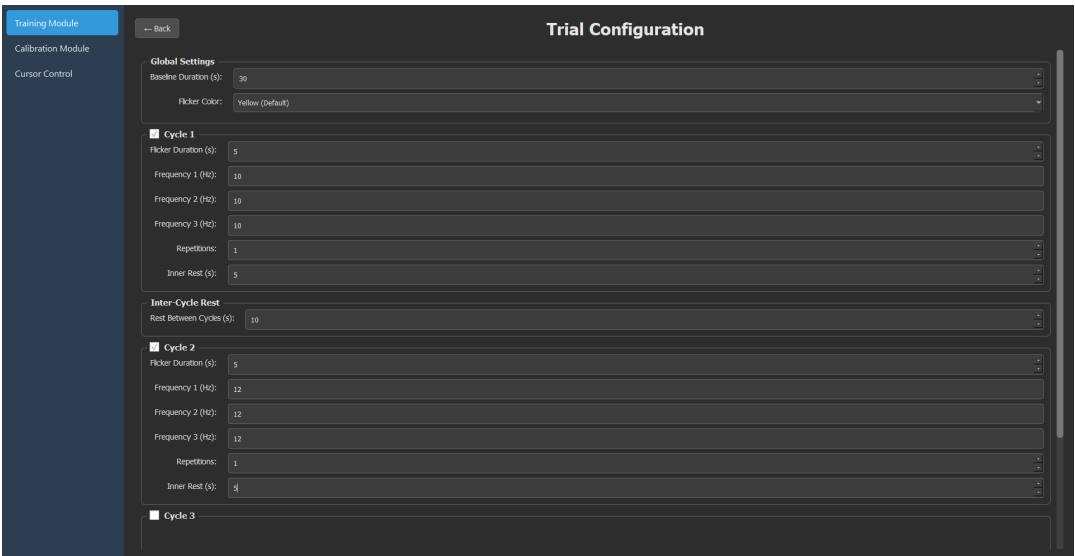 Training Module
Calibration Module
Cursor Control
← Back
Trial Configuration
Global Settings
Baseline Duration (s): 30
Flicker Color: Yellow (Default)
Cycle 1
Flicker Duration (s): 5
Frequency 1 (Hz): 10
Frequency 2 (Hz): 10
Frequency 3 (Hz): 10
Repetitions: 1
Inner Rest (s): 5
Inter-Cycle Rest
Rest Between Cycles (s): 10
Cycle 2
Flicker Duration (s): 5
Frequency 1 (Hz): 12
Frequency 2 (Hz): 12
Frequency 3 (Hz): 12
Repetitions: 1
Inner Rest (s): 5
Cycle 3